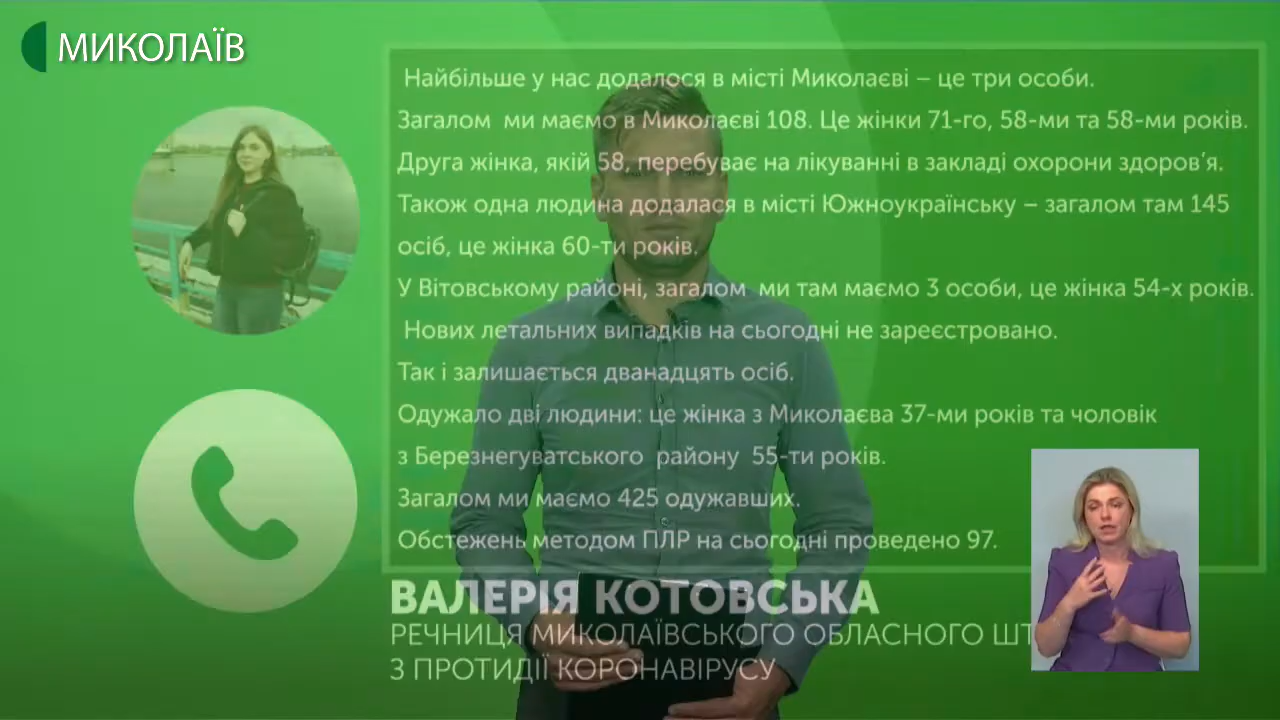 МИКОЛАЇВ
Найбільше у нас додалося в місті Миколаєві – це три особи.
Загалом ми маємо в Миколаєві 108. Це жінки 71-го, 58-ми та 58-ми років.
Друга жінка, якій 58, перебуває на лікуванні в закладі охорони здоров’я.
Також одна людина додалася в місті Южноукраїнську – загалом там 145
осіб, це жінка 60-ти років.
У Вітовському районі, загалом ми там маємо 3 особи, це жінка 54-х років.
Нових летальних випадків на сьогодні не зареєстровано.
Так і залишається дванадцять осіб.
Одужало дві людини: це жінка з Миколаєва 37-ми років та чоловік
з Березнегуватського району 55-ти років.
Загалом ми маємо 425 одужавших.
Обстежень методом ПЛР на сьогодні проведено 97.
ВАЛЕРІЯ КОТОВСЬКА
РЕЧНИЦЯ МИКОЛАЇВСЬКОГО ОБЛАСНОГО ШТ
З ПРОТИДІЇ КОРОНАВІРУСУ